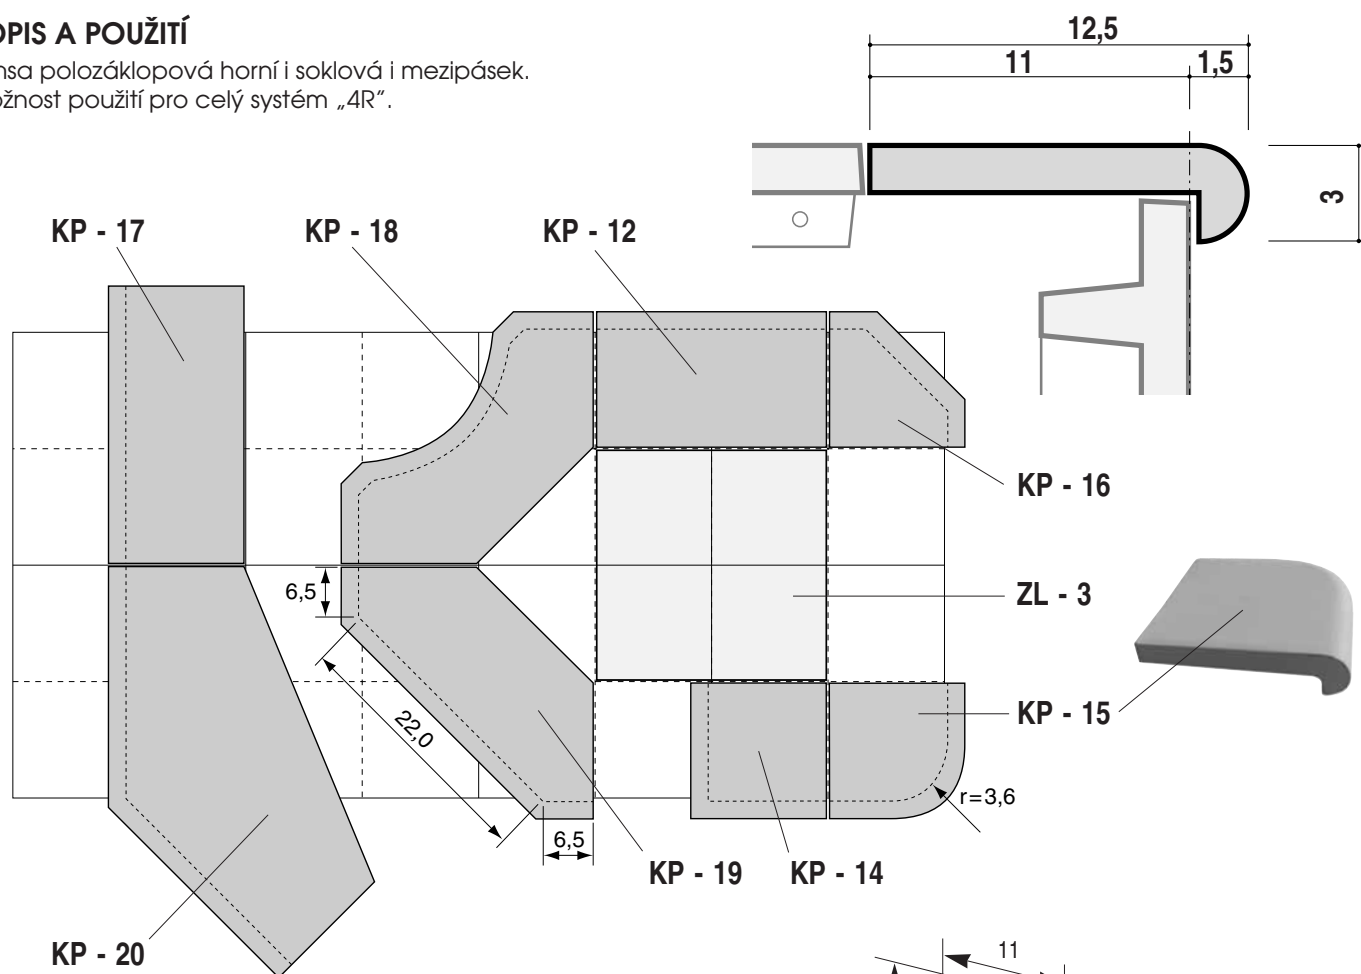 OPIS A POUŽITÍ
polozáklopová horní i soklová i mezipásek.
použití pro celý systém „4R”.
12,5
11
1,5
3
KP - 17
KP - 18
KP - 12
KP - 16
ZL - 3
6,5
KP - 15
22,0
r=3,6
6,5
KP - 19
KP - 14
KP - 20
11